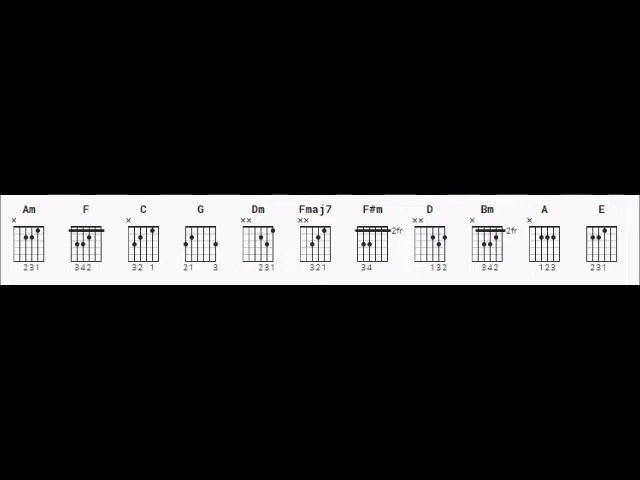 Am F C G Dm Fmaj7 F#m D Bm A E
× × ×× ×× ×× × ×
2fr 2fr
231 342 32 1 21 3 231 321 34 132 342 123 231